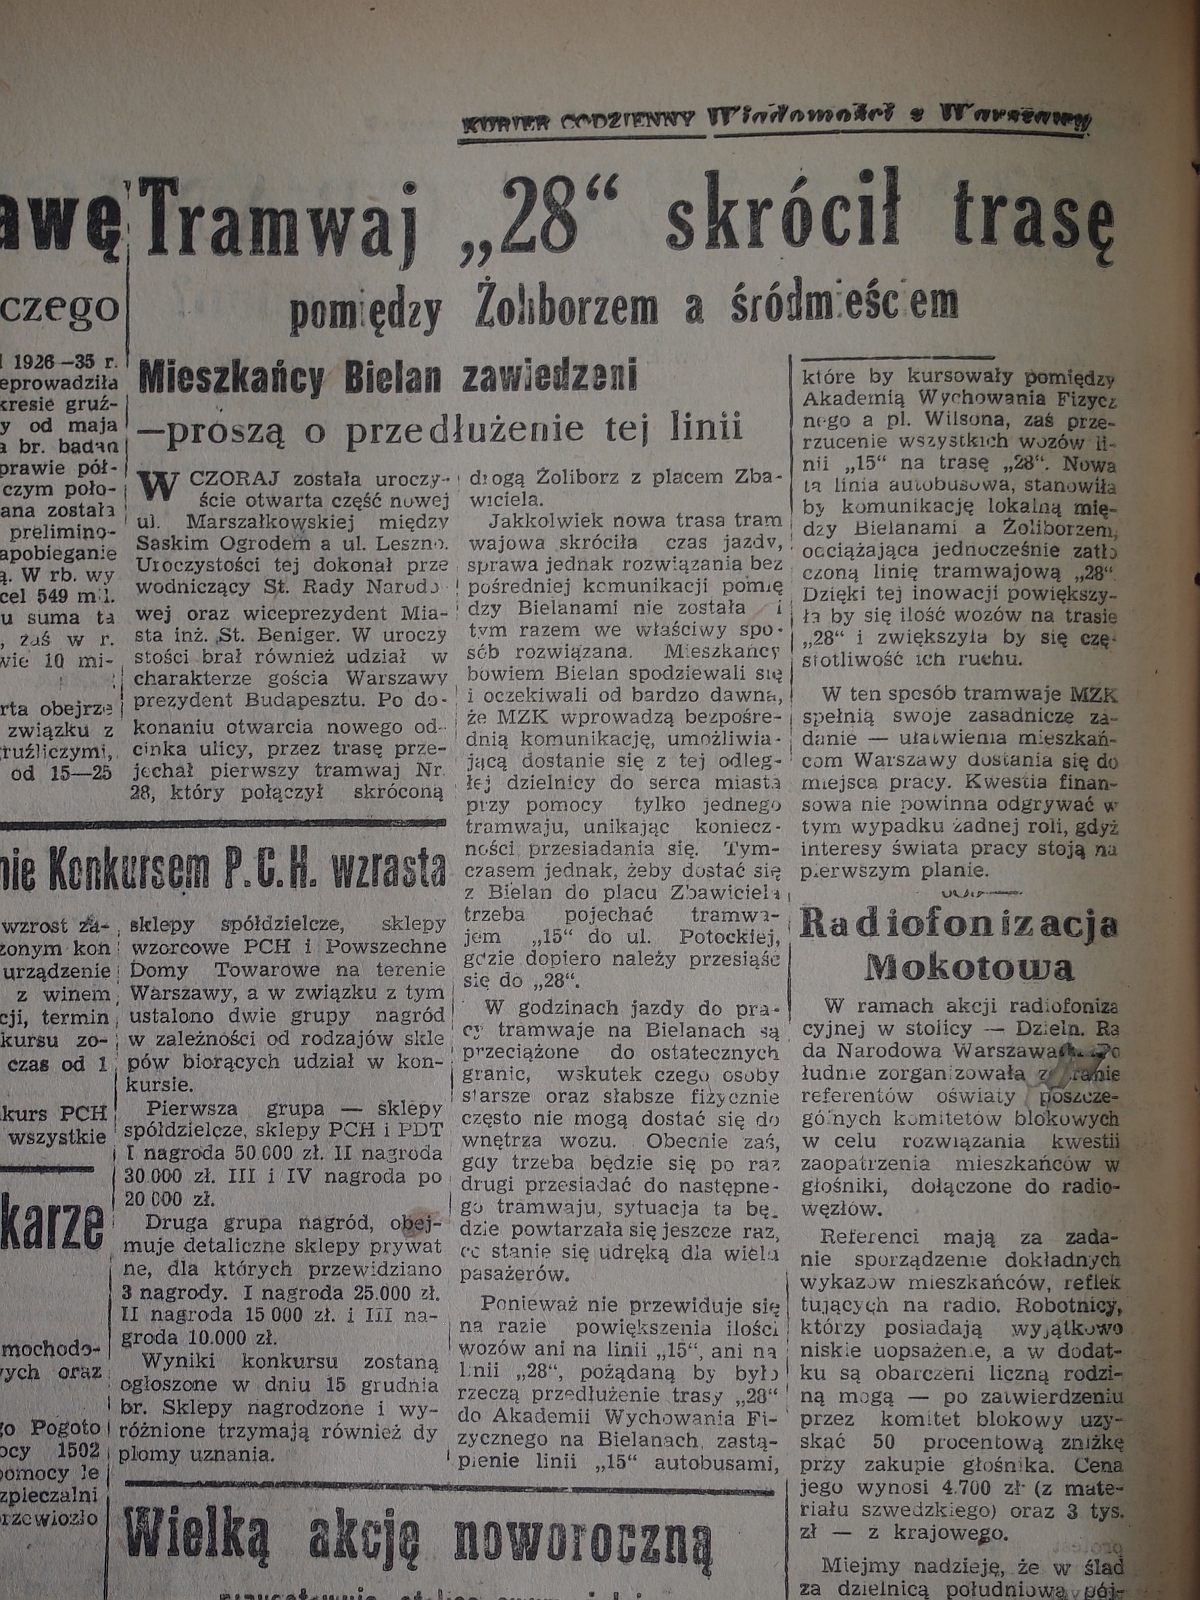 KURIER CODZIENNY Wiadomości z Warszawy
awę
czego
1926—35 r.
eprowadziła
kresie gruź-
y od maja
a br. badan
prawie pół-
czym poło-
ana została
prelimino-
apobieganie
ą. W rb. wy
cel 549 mil.
u suma ta
, zaś w r.
wie 10 mi-
rta obejrze
związku z
ruźliczymi,
od 15—25
Tramwaj „28“ skrócił trasę
pomiędzy Żoliborzem a śródmieściem
Mieszkańcy Bielan zawiedzeni
—proszą o przedłużenie tej linii
WCZORAJ została uroczy-
ście otwarta część nowej
ul. Marszałkowskiej między
Saskim Ogrodem a ul. Leszno.
Uroczystości tej dokonał prze
wodniczący St. Rady Narodo-
wej oraz wiceprezydent Mia-
sta inż. St. Beniger. W uroczy
stości brał również udział w
charakterze gościa Warszawy
prezydent Budapesztu. Po do-
konaniu otwarcia nowego od-
cinka ulicy, przez trasę prze-
jechał pierwszy tramwaj Nr.
28, który połączył skróconą
drogą Żoliborz z placem Zba-
wiciela.
Jakkolwiek nowa trasa tram
wajowa skróciła czas jazdy,
sprawa jednak rozwiązania bez
pośredniej komunikacji pomię
dzy Bielanami nie została i
tym razem we właściwy spo-
sób rozwiązana. Mieszkańcy
bowiem Bielan spodziewali się
i oczekiwali od bardzo dawna,
że MZK wprowadzą bezpośre-
dnią komunikację, umożliwia-
jącą dostanie się z tej odleg-
łej dzielnicy do serca miasta
przy pomocy tylko jednego
tramwaju, unikając koniecz-
ności przesiadania się. Tym-
czasem jednak, żeby dostać się
z Bielan do placu Zbawiciela
trzeba pojechać tramwa-
jem „15“ do ul. Potockiej,
gdzie dopiero należy przesiąść
się do „28“.
W godzinach jazdy do pra-
cy tramwaje na Bielanach są
przeciążone do ostatecznych
granic, wskutek czego osoby
starsze oraz słabsze fizycznie
często nie mogą dostać się do
wnętrza wozu. Obecnie zaś,
gdy trzeba będzie się po raz
drugi przesiadać do następne-
go tramwaju, sytuacja ta bę-
dzie powtarzała się jeszcze raz,
co stanie się udręką dla wielu
pasażerów.
Ponieważ nie przewiduje się
na razie powiększenia ilości
wozów ani na linii „15“, ani na
linii „28“, pożądaną by było
rzeczą przedłużenie trasy „28“
do Akademii Wychowania Fi-
zycznego na Bielanach, zastą-
pienie linii „15“ autobusami,
które by kursowały pomiędzy
Akademią Wychowania Fizycz
nego a pl. Wilsona, zaś prze-
rzucenie wszystkich wozów li-
nii „15“ na trasę „28“. Nowa
ta linia autobusowa, stanowiła
by komunikację lokalną mię-
dzy Bielanami a Żoliborzem,
odciążająca jednocześnie zatło
czoną linię tramwajową „28“.
Dzięki tej inowacji powiększy-
ła by się ilość wozów na trasie
„28“ i zwiększyła by się czę-
stotliwość ich ruchu.
W ten sposób tramwaje MZK
spełnią swoje zasadnicze za-
danie — ułatwienia mieszkań-
com Warszawy dostania się do
miejsca pracy. Kwestia finan-
sowa nie powinna odgrywać w
tym wypadku żadnej roli, gdyż
interesy świata pracy stoją na
pierwszym planie.
nie Konkursem P.C.H. wzrasta
wzrost za-
zonym kon
urządzenie
z winem
cji, termin
kursu zo-
czas od 1
kurs PCH
wszystkie
sklepy spółdzielcze, sklepy
wzorcowe PCH i Powszechne
Domy Towarowe na terenie
Warszawy, a w związku z tym
ustalono dwie grupy nagród
w zależności od rodzajów skle
pów biorących udział w kon-
kursie.
Pierwsza grupa — sklepy
spółdzielcze, sklepy PCH i PDT
I nagroda 50.000 zł. II nagroda
30.000 zł. III i IV nagroda po
20.000 zł.
Druga grupa nagród, obej-
muje detaliczne sklepy prywat
ne, dla których przewidziano
3 nagrody. I nagroda 25.000 zł.
II nagroda 15.000 zł. i III na-
groda 10.000 zł.
Wyniki konkursu zostaną
ogłoszone w dniu 15 grudnia
br. Sklepy nagrodzone i wy-
różnione trzymają również dy
plomy uznania.
karze
mochodo-
ych oraz
go Pogoto
ocy 1502
pomocy le
zpieczalni
rzewiozło
Radiofonizacja
Mokotowa
W ramach akcji radiofoniza
cyjnej w stolicy — Dzieln. Ra
da Narodowa Warszawa
łudnie zorganizowała
referentów oświaty poszcze-
gólnych komitetów blokowych
w celu rozwiązania kwestii
zaopatrzenia mieszkańców w
głośniki, dołączone do radio-
węzłów.
Referenci mają za zada-
nie sporządzenie dokładnych
wykazów mieszkańców, reflek
tujących na radio. Robotnicy,
którzy posiadają wyjątkowo
niskie uopsażenie, a w dodat-
ku są obarczeni liczną rodzi-
ną mogą — po zatwierdzeniu
przez komitet blokowy uzy-
skać 50 procentową zniżkę
przy zakupie głośnika. Cena
jego wynosi 4.700 zł (z mate-
riału szwedzkiego) oraz 3 tys.
zł — z krajowego.
Miejmy nadzieję, że w ślad
za dzielnicą południową pój-
Wielką akcję noworoczną